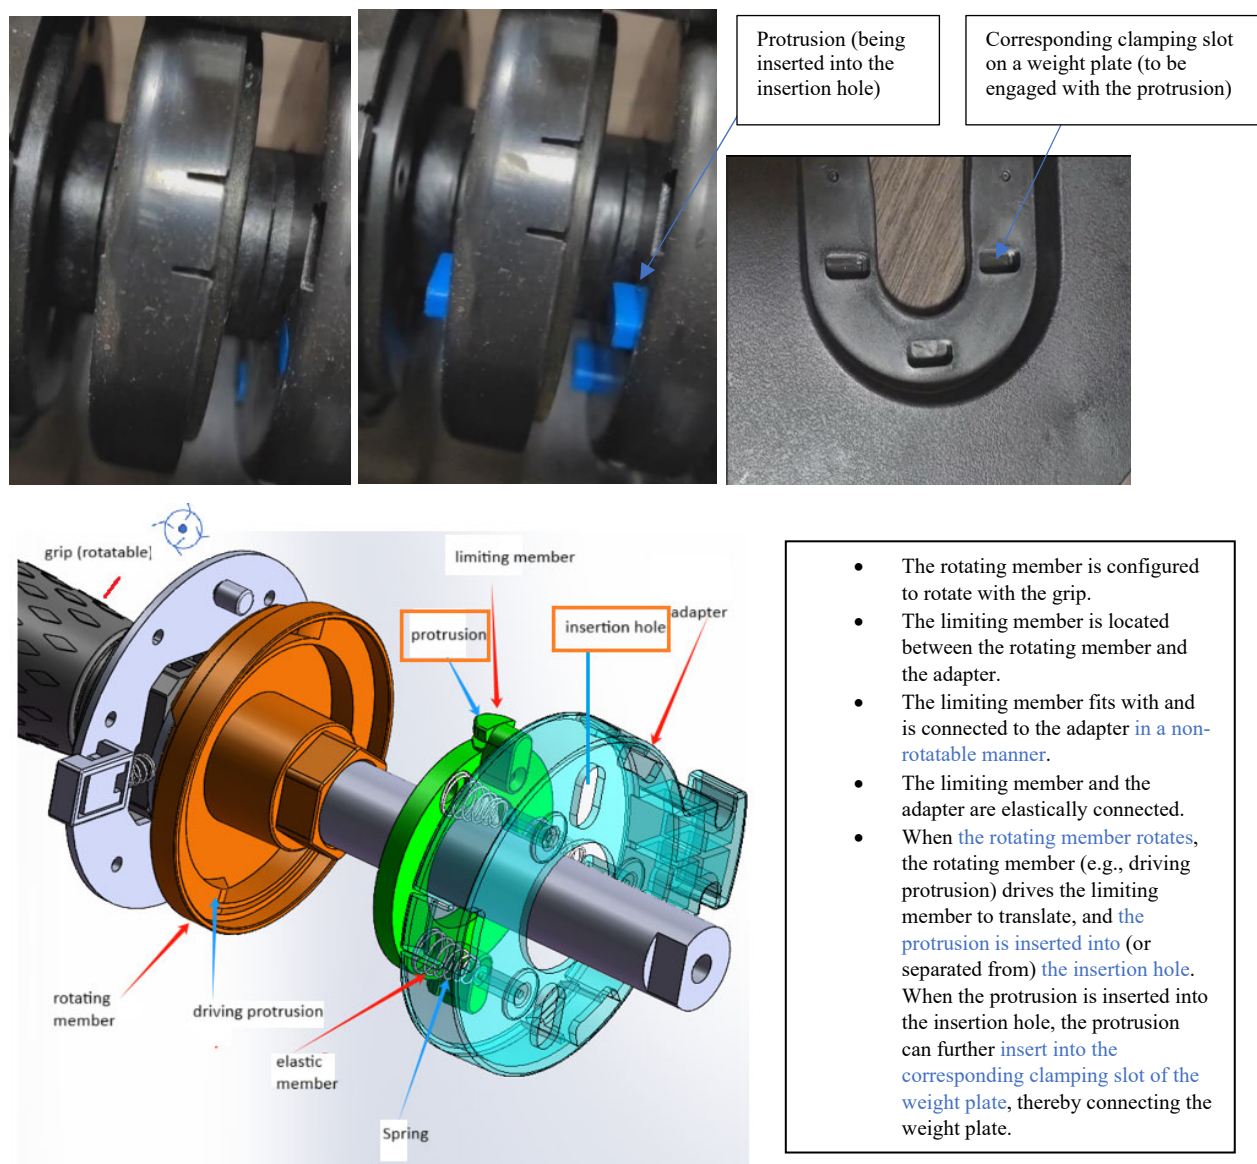 Protrusion (being
inserted into the
insertion hole)
Corresponding clamping slot
on a weight plate (to be
engaged with the protrusion)
grip (rotatable)
limiting member
protrusion
insertion hole
adapter
rotating
member
driving protrusion
elastic
member
Spring
• The rotating member is configured
to rotate with the grip.
• The limiting member is located
between the rotating member and
the adapter.
• The limiting member fits with and
is connected to the adapter in a non-
rotatable manner.
• The limiting member and the
adapter are elastically connected.
• When the rotating member rotates,
the rotating member (e.g., driving
protrusion) drives the limiting
member to translate, and the
protrusion is inserted into (or
separated from) the insertion hole.
When the protrusion is inserted into
the insertion hole, the protrusion
can further insert into the
corresponding clamping slot of the
weight plate, thereby connecting the
weight plate.